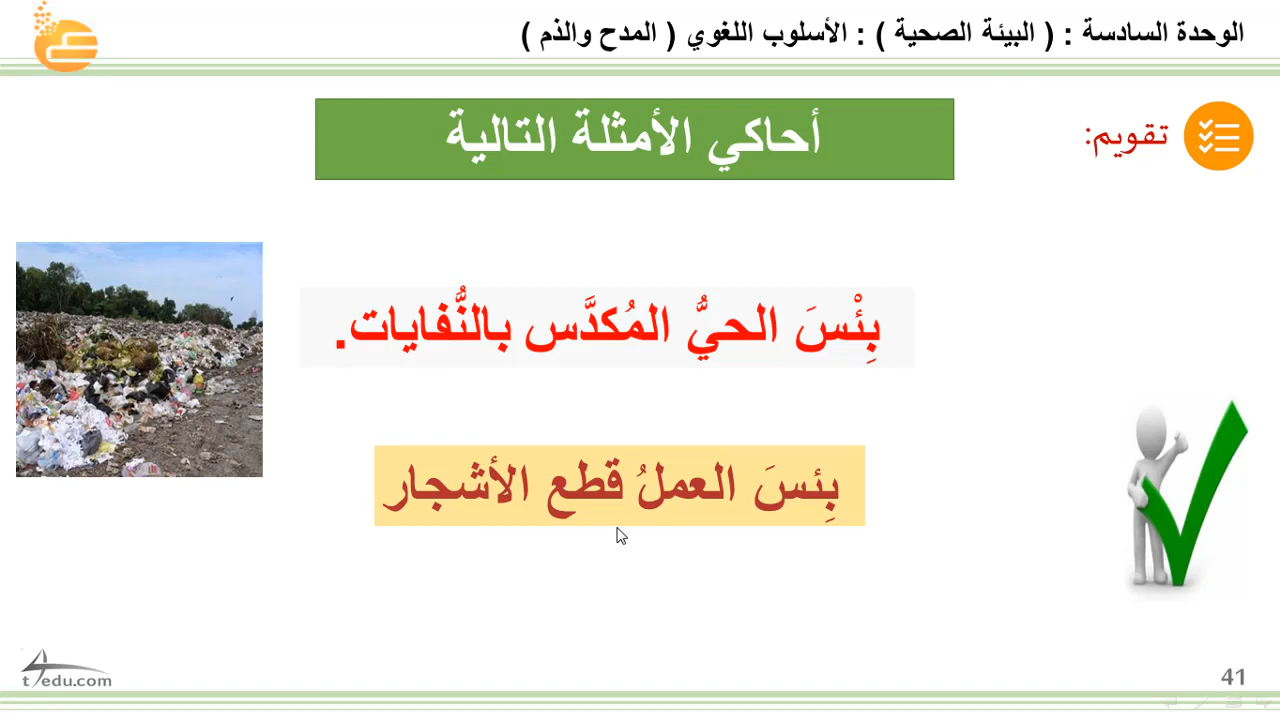 الوحدة السادسة : ( البيئة الصحية ) : الأسلوب اللغوي ( المدح والذم )
تقويم:
أحاكي الأمثلة التالية
بِئْسَ الحيُّ المُكدَّس بالنُّفايات.
بِئسَ العملُ قطع الأشجار
t4edu.com
41